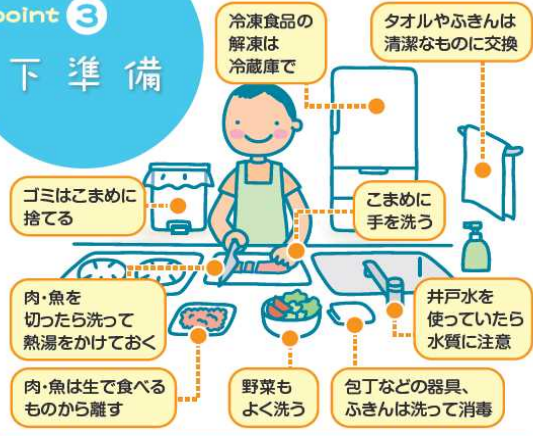 point 3
下準備
冷凍食品の
解凍は
冷蔵庫で
タオルやふきんは
清潔なものに交換
ゴミはこまめに
捨てる
こまめに
手を洗う
肉・魚を
切ったら洗って
熱湯をかけておく
井戸水を
使っていたら
水質に注意
肉・魚は生で食べる
ものから離す
野菜も
よく洗う
包丁などの器具、
ふきんは洗って消毒